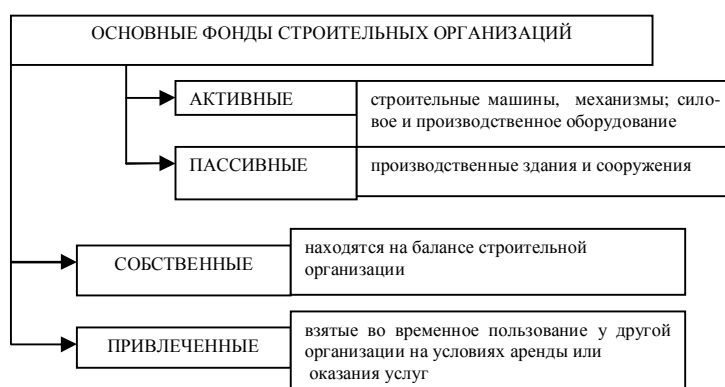 ОСНОВНЫЕ ФОНДЫ СТРОИТЕЛЬНЫХ ОРГАНИЗАЦИЙ
АКТИВНЫЕ
строительные машины, механизмы; сило-
вое и производственное оборудование
ПАССИВНЫЕ
производственные здания и сооружения
СОБСТВЕННЫЕ
находятся на балансе строительной
организации
ПРИВЛЕЧЕННЫЕ
взятые во временное пользование у другой
организации на условиях аренды или
оказания услуг